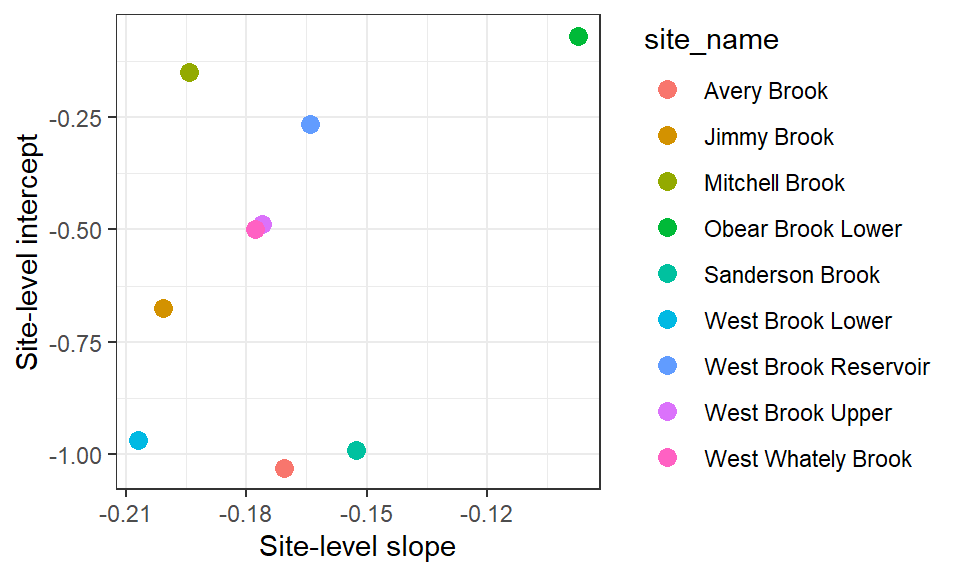 site_name
Avery Brook
Jimmy Brook
Mitchell Brook
Obear Brook Lower
Sanderson Brook
West Brook Lower
West Brook Reservoir
West Brook Upper
West Whately Brook
Site-level intercept
-0.25
-0.50
-0.75
-1.00
-0.21 -0.18 -0.15 -0.12
Site-level slope